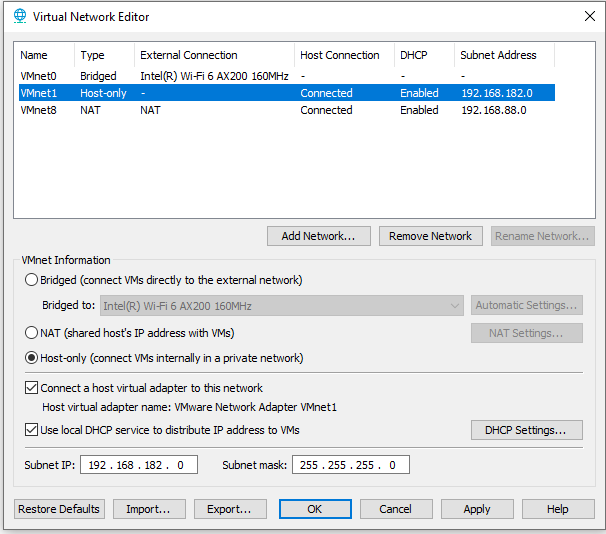 Virtual Network Editor
Name Type External Connection Host Connection DHCP Subnet Address
VMnet0 Bridged Intel(R) Wi-Fi 6 AX200 160MHz - - -
VMnet1 Host-only - Connected Enabled 192.168.182.0
VMnet8 NAT NAT Connected Enabled 192.168.88.0
Add Network... Remove Network Rename Network...
VMnet Information
Bridged (connect VMs directly to the external network)
Bridged to: Intel(R) Wi-Fi 6 AX200 160MHz Automatic Settings...
NAT (shared host's IP address with VMs) NAT Settings...
Host-only (connect VMs internally in a private network)
Connect a host virtual adapter to this network
Host virtual adapter name: VMware Network Adapter VMnet1
Use local DHCP service to distribute IP address to VMs DHCP Settings...
Subnet IP: 192 . 168 . 182 . 0 Subnet mask: 255 . 255 . 255 . 0
Restore Defaults Import... Export... OK Cancel Apply Help